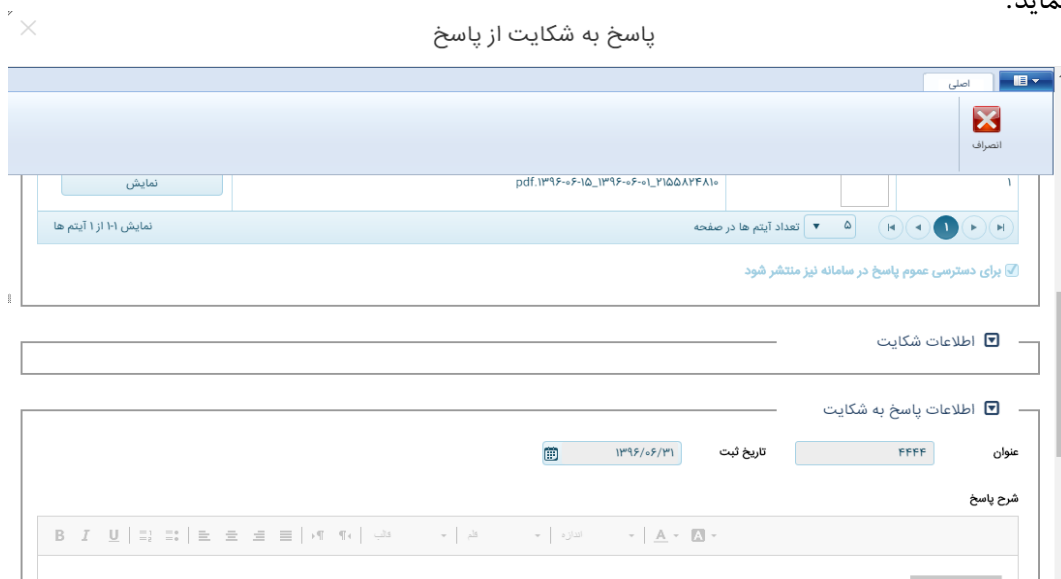 نماید.
پاسخ به شکایت از پاسخ
اصلی
انصراف
۱ pdf.۱۳۹۶-۰۶-۱۵_۱۳۹۶-۰۶-۰۱_۲۱۵۵۸۲۴۸۱۰ نمایش
۱ ۵ تعداد آیتم ها در صفحه نمایش ۱-۱ از ۱ آیتم ها
برای دسترسی عموم پاسخ در سامانه نیز منتشر شود
اطلاعات شکایت
اطلاعات پاسخ به شکایت
عنوان ۴۴۴۴ تاریخ ثبت ۱۳۹۶/۰۶/۳۱
شرح پاسخ
B I U قالب قلم اندازه A A